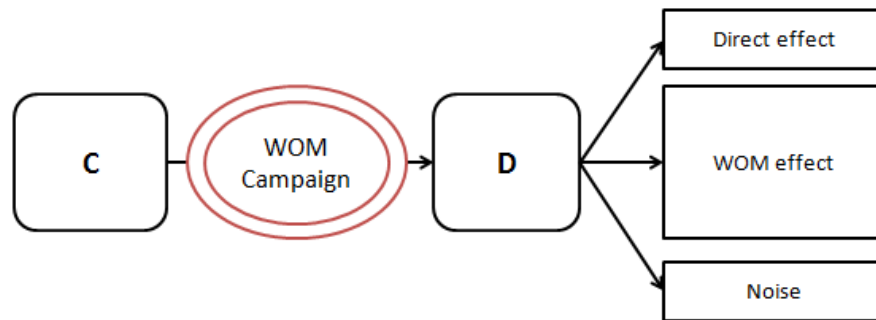 C
WOM
Campaign
D
Direct effect
WOM effect
Noise